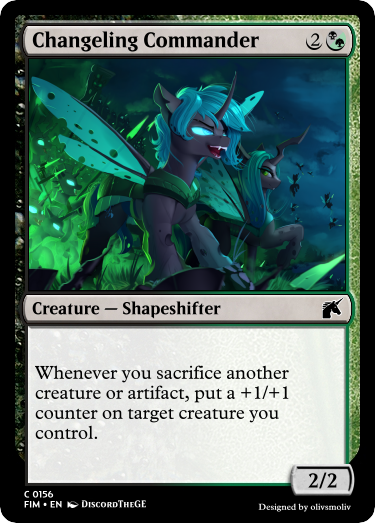 Changeling Commander 2
Creature — Shapeshifter
Whenever you sacrifice another
creature or artifact, put a +1/+1
counter on target creature you
control.
2/2
C 0156
FIM • EN DiscordTheGE
Designed by olivsmoliv